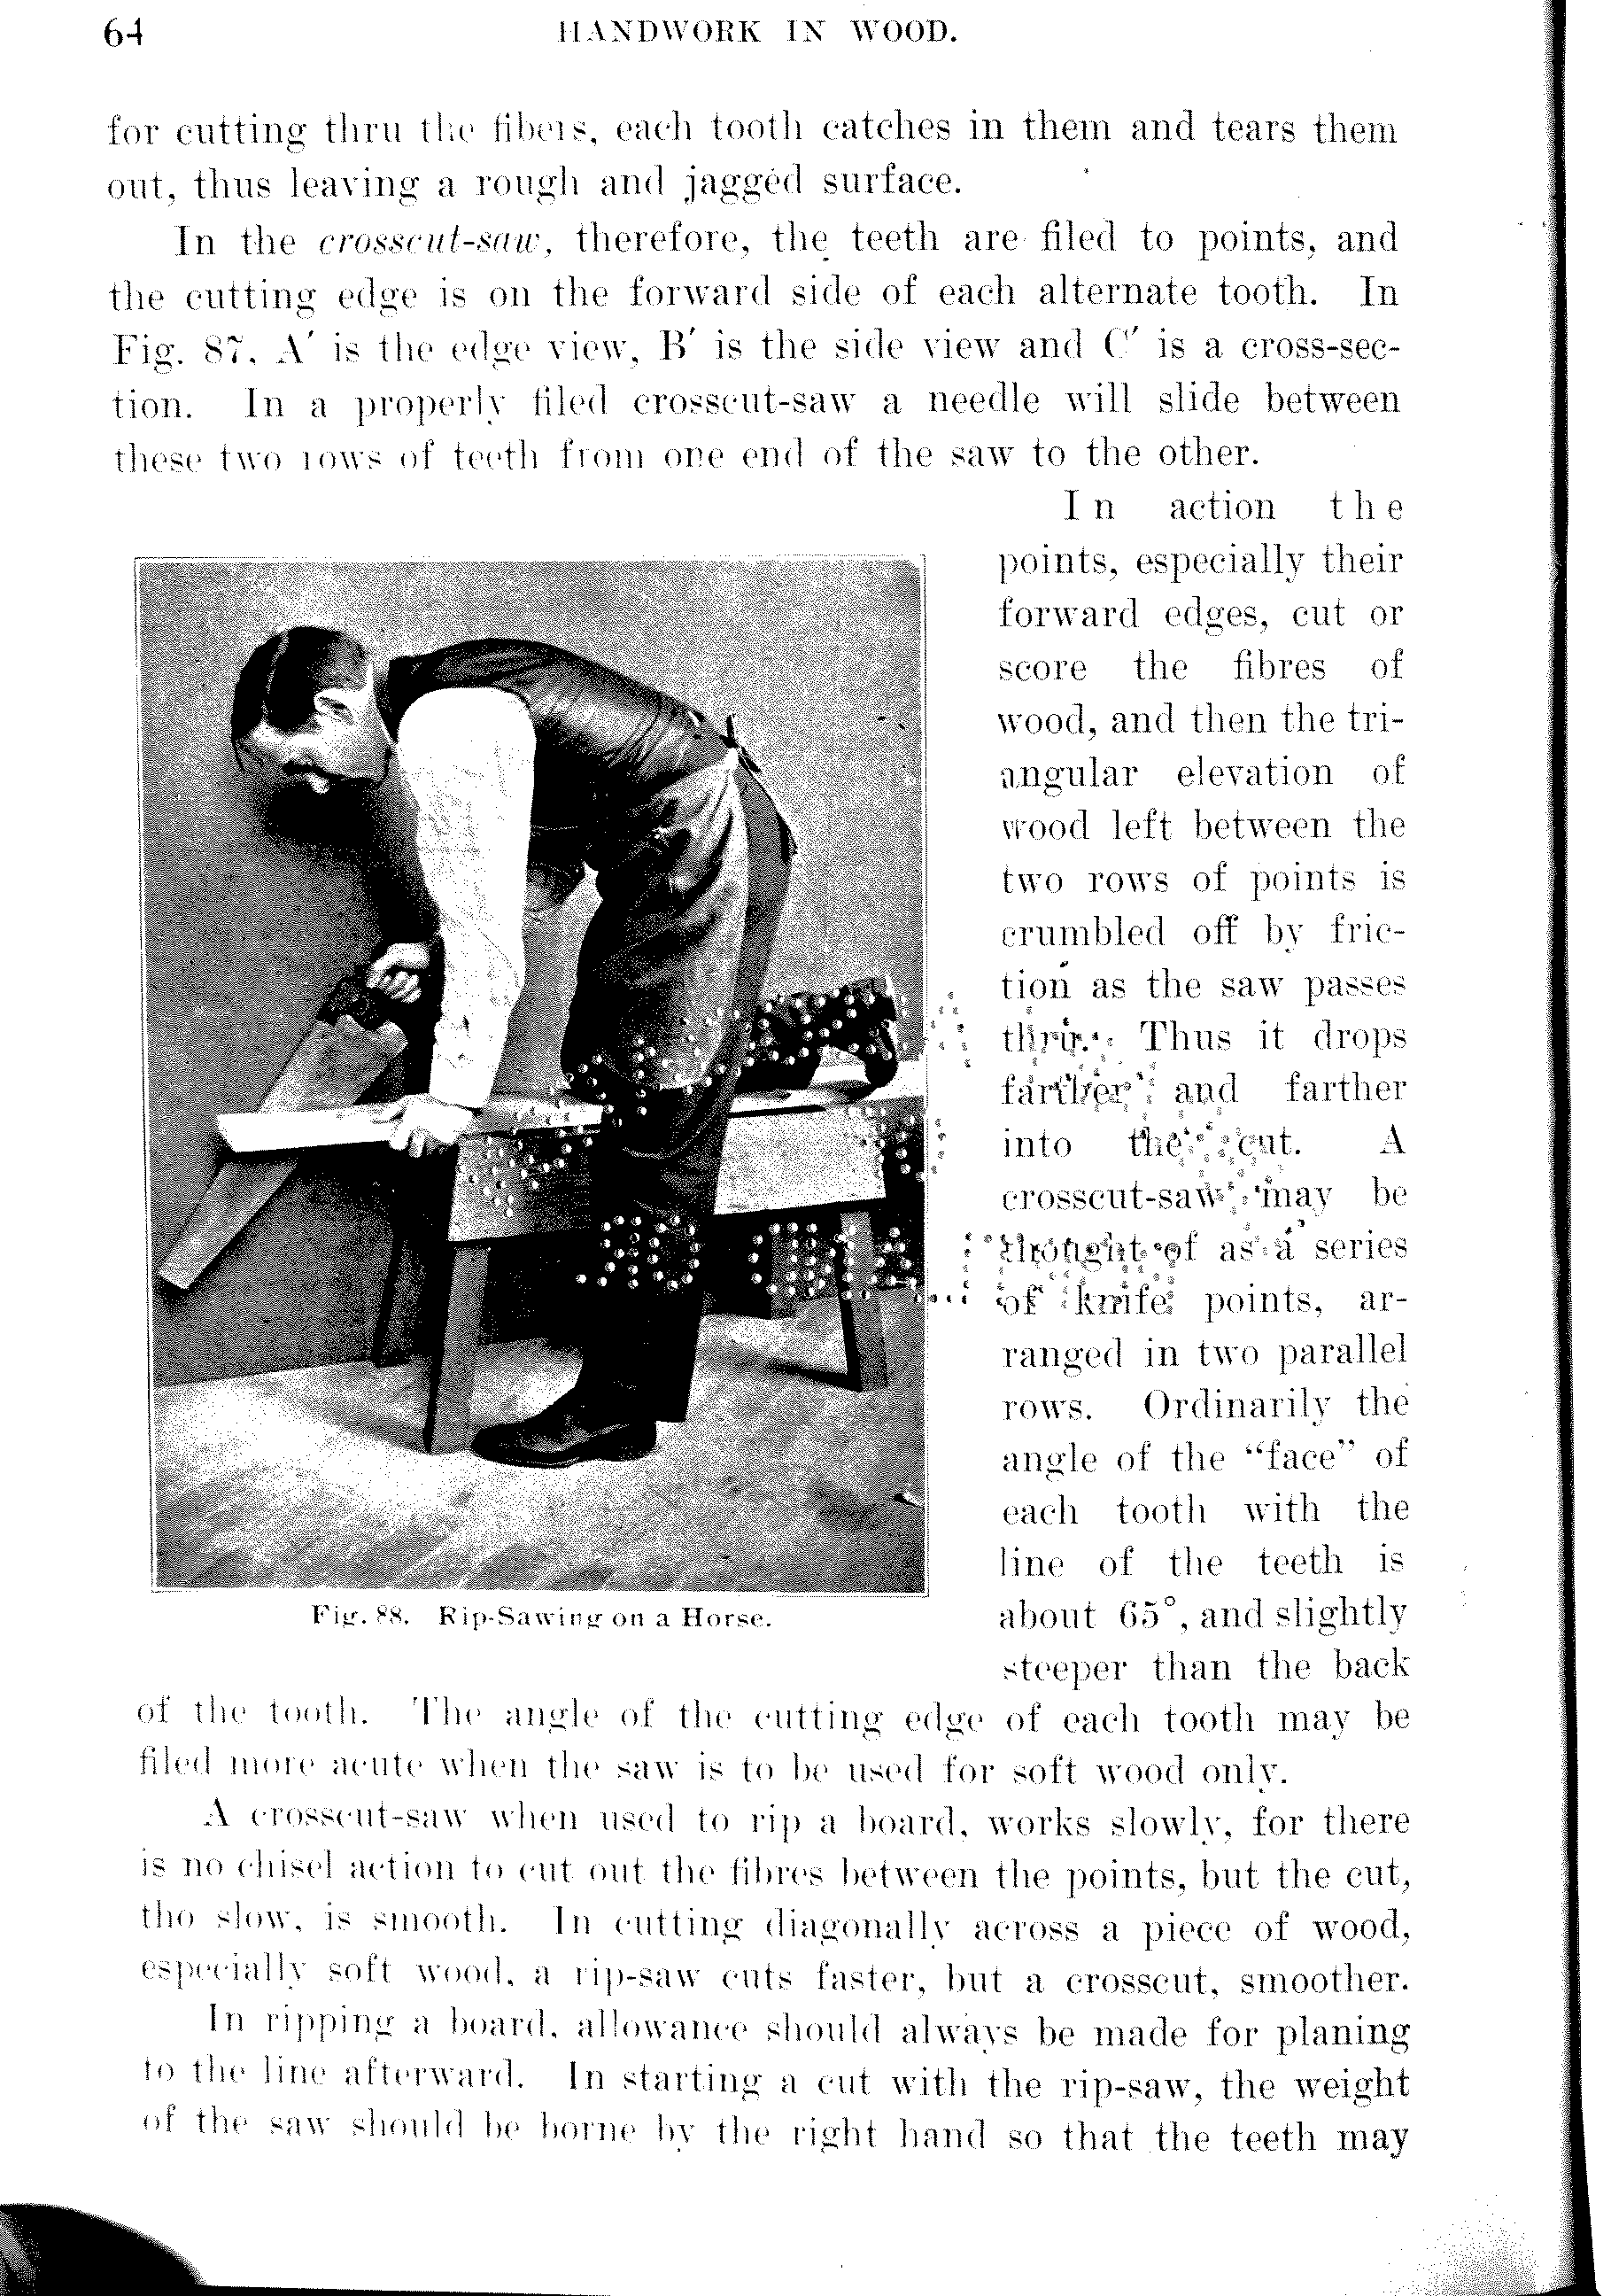 64
HANDWORK IN WOOD.
for cutting thru the fibers, each tooth catches in them and tears them
out, thus leaving a rough and jagged surface.
In the crosscut-saw, therefore, the teeth are filed to points, and
the cutting edge is on the forward side of each alternate tooth. In
Fig. 87, A′ is the edge view, B′ is the side view and C′ is a cross-sec-
tion. In a properly filed crosscut-saw a needle will slide between
these two rows of teeth from one end of the saw to the other.
In action the
points, especially their
forward edges, cut or
score the fibres of
wood, and then the tri-
angular elevation of
wood left between the
two rows of points is
crumbled off by fric-
tion as the saw passes
thru. Thus it drops
farther and farther
into the cut. A
crosscut-saw may be
thought of as a series
of knife points, ar-
ranged in two parallel
rows. Ordinarily the
angle of the "face" of
each tooth with the
line of the teeth is
about 65°, and slightly
steeper than the back
Fig. 88. Rip-Sawing on a Horse.
of the tooth. The angle of the cutting edge of each tooth may be
filed more acute when the saw is to be used for soft wood only.
A crosscut-saw when used to rip a board, works slowly, for there
is no chisel action to cut out the fibres between the points, but the cut,
tho slow, is smooth. In cutting diagonally across a piece of wood,
especially soft wood, a rip-saw cuts faster, but a crosscut, smoother.
In ripping a board, allowance should always be made for planing
to the line afterward. In starting a cut with the rip-saw, the weight
of the saw should be borne by the right hand so that the teeth may